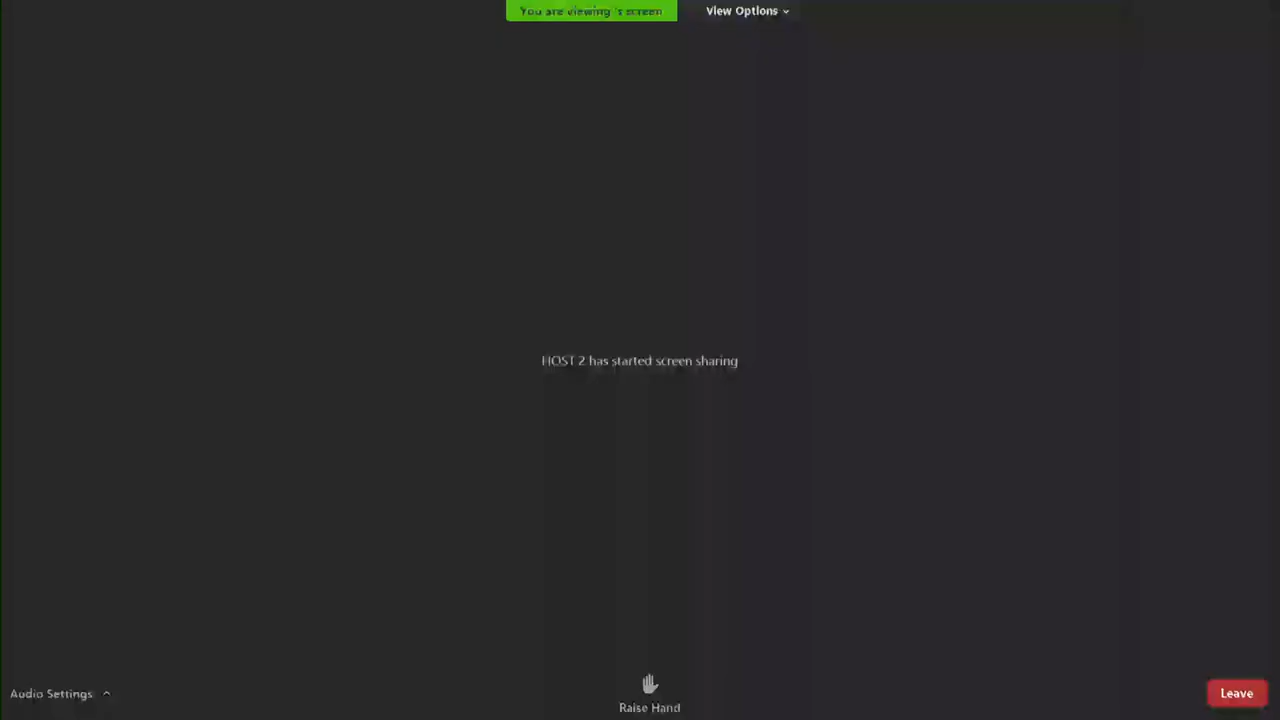 You are viewing 's screen
View Options
HOST 2 has started screen sharing
Audio Settings
Raise Hand
Leave